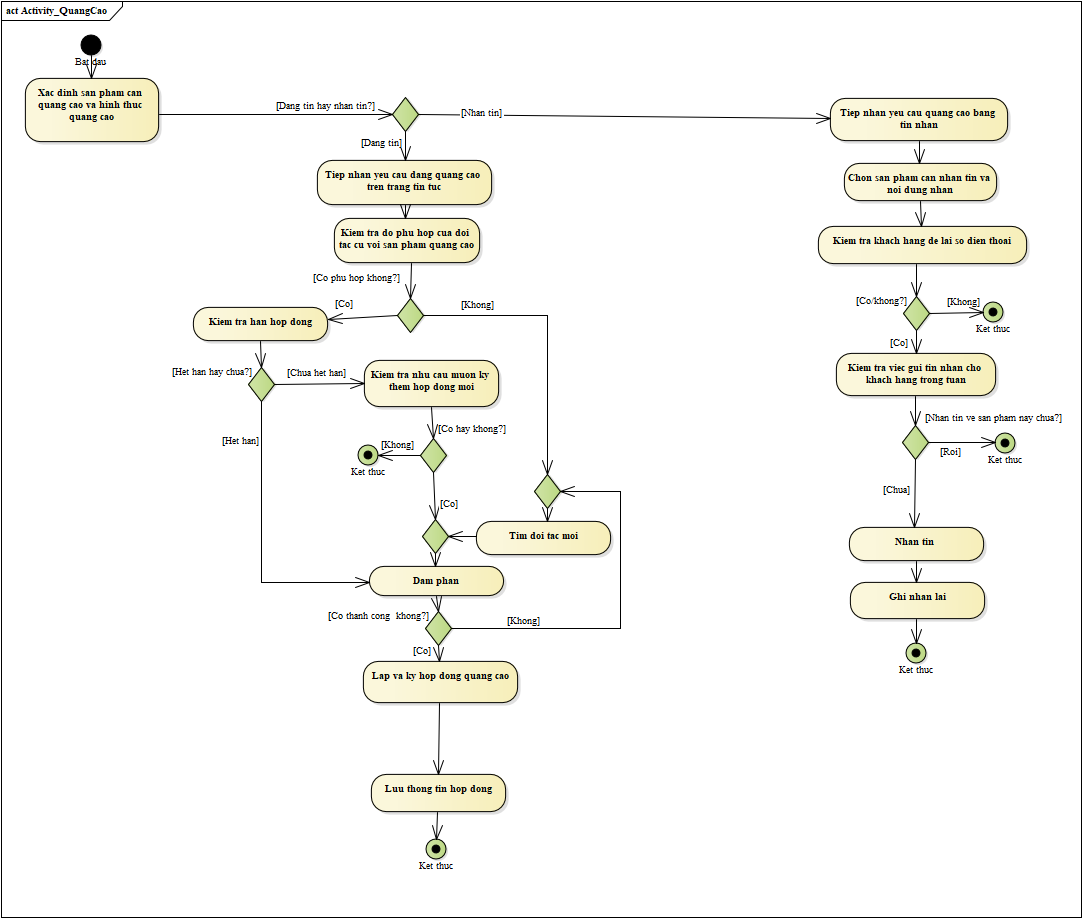 act Activity_QuangCao
Bat dau
Xac dinh san pham can
quang cao va hinh thuc
quang cao
[Dang tin hay nhan tin?]
[Nhan tin]
[Dang tin]
Tiep nhan yeu cau dang quang cao
tren trang tin tuc
Kiem tra do phu hop cua doi
tac cu voi san pham quang cao
[Co phu hop khong?]
[Co]
[Khong]
Kiem tra han hop dong
[Het han hay chua?]
[Chua het han]
[Het han]
Kiem tra nhu cau muon ky
them hop dong moi
[Co hay khong?]
[Khong]
Ket thuc
[Co]
Tim doi tac moi
Dam phan
[Co thanh cong  khong?]
[Khong]
[Co]
Lap va ky hop dong quang cao
Luu thong tin hop dong
Ket thuc
Tiep nhan yeu cau quang cao bang
tin nhan
Chon san pham can nhan tin va
noi dung nhan
Kiem tra khach hang de lai so dien thoai
[Co/khong?]
[Khong]
Ket thuc
[Co]
Kiem tra viec gui tin nhan cho
khach hang trong tuan
[Nhan tin ve san pham nay chua?]
[Roi]
Ket thuc
[Chua]
Nhan tin
Ghi nhan lai
Ket thuc